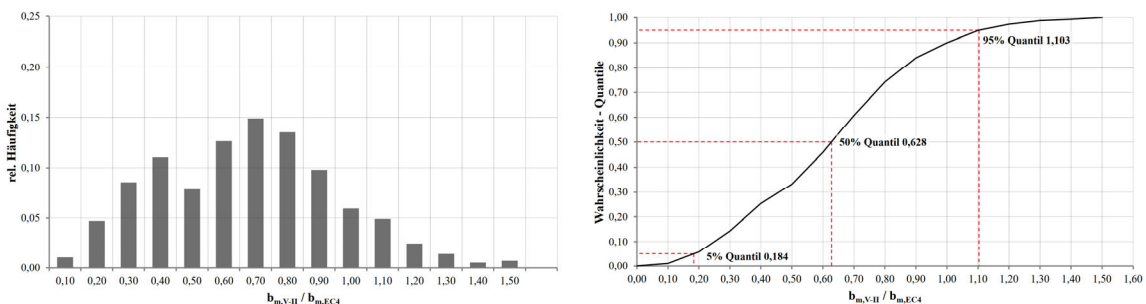 0,25
0,20
0,15
0,10
0,05
0,00
rel. Häufigkeit
0,10 0,20 0,30 0,40 0,50 0,60 0,70 0,80 0,90 1,00 1,10 1,20 1,30 1,40 1,50
b_m,V-II / b_m,EC4
1,00
0,90
0,80
0,70
0,60
0,50
0,40
0,30
0,20
0,10
0,00
Wahrscheinlichkeit - Quantile
95% Quantil 1,103
50% Quantil 0,628
5% Quantil 0,184
0,00 0,10 0,20 0,30 0,40 0,50 0,60 0,70 0,80 0,90 1,00 1,10 1,20 1,30 1,40 1,50 1,60
b_m,V-II / b_m,EC4